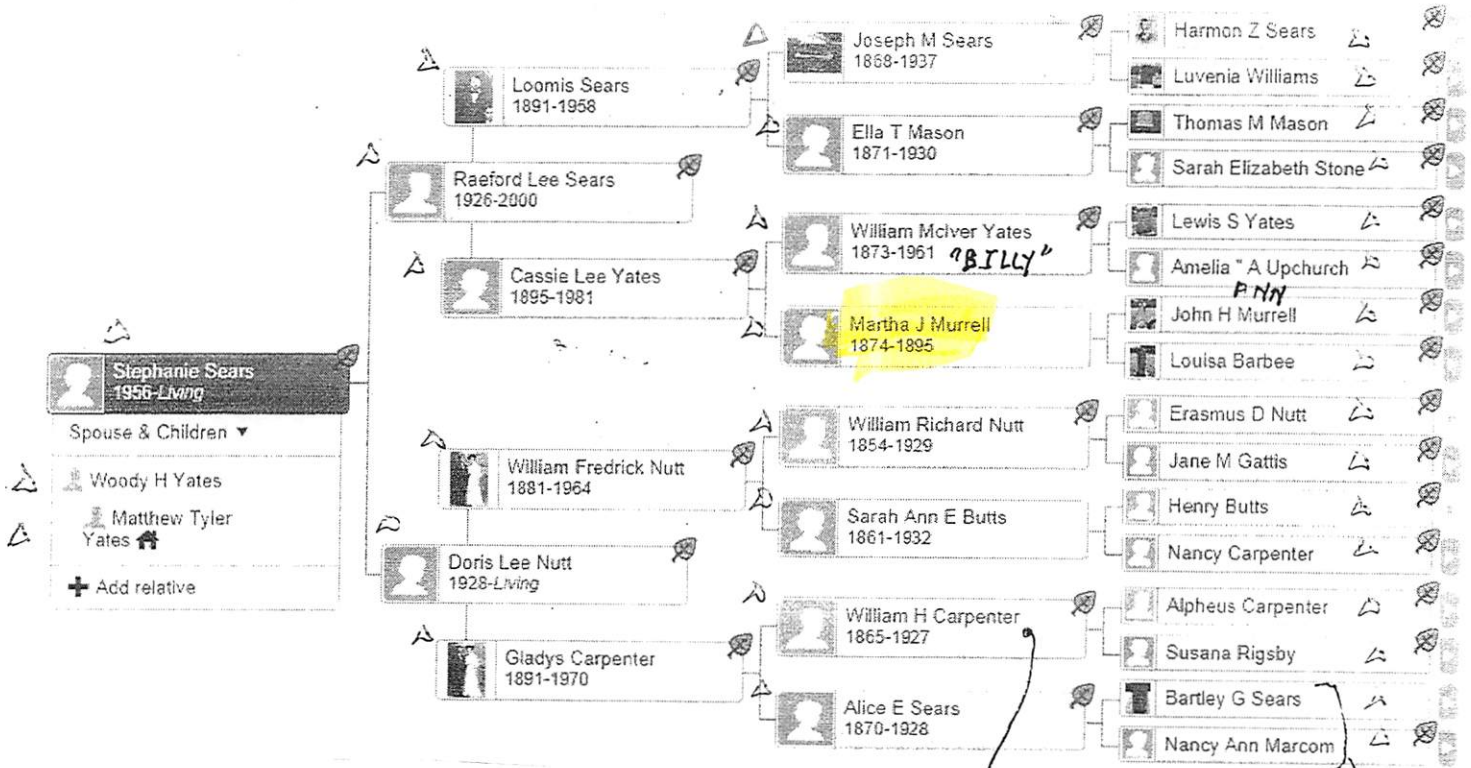 Stephanie Sears
1956-Living
Spouse & Children ▼
Woody H Yates
Matthew Tyler
Yates
Add relative
Raeford Lee Sears
1926-2000
Doris Lee Nutt
1928-Living
Loomis Sears
1891-1958
Cassie Lee Yates
1895-1981
William Fredrick Nutt
1881-1964
Gladys Carpenter
1891-1970
Joseph M Sears
1868-1937
Ella T Mason
1871-1930
William McIver Yates
1873-1961 "BILLY"
Martha J Murrell
1874-1895
William Richard Nutt
1854-1929
Sarah Ann E Butts
1861-1932
William H Carpenter
1865-1927
Alice E Sears
1870-1928
Harmon Z Sears
Luvenia Williams
Thomas M Mason
Sarah Elizabeth Stone
Lewis S Yates
Amelia " A Upchurch
ANN
John H Murrell
Louisa Barbee
Erasmus D Nutt
Jane M Gattis
Henry Butts
Nancy Carpenter
Alpheus Carpenter
Susana Rigsby
Bartley G Sears
Nancy Ann Marcom